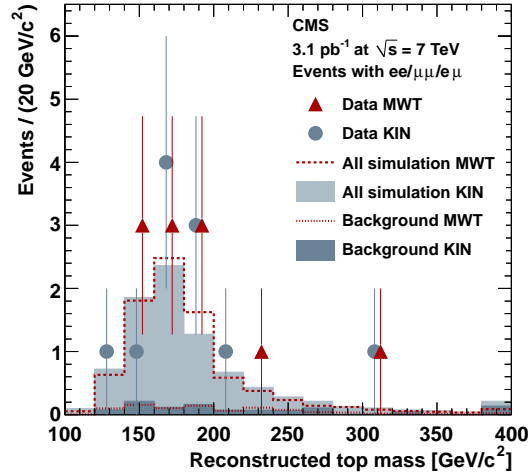 CMS
3.1 pb⁻¹ at √s = 7 TeV
Events with ee/μμ/eμ
Data MWT
Data KIN
All simulation MWT
All simulation KIN
Background MWT
Background KIN
Events / (20 GeV/c²)
6
5
4
3
2
1
0
100 150 200 250 300 350 400
Reconstructed top mass [GeV/c²]